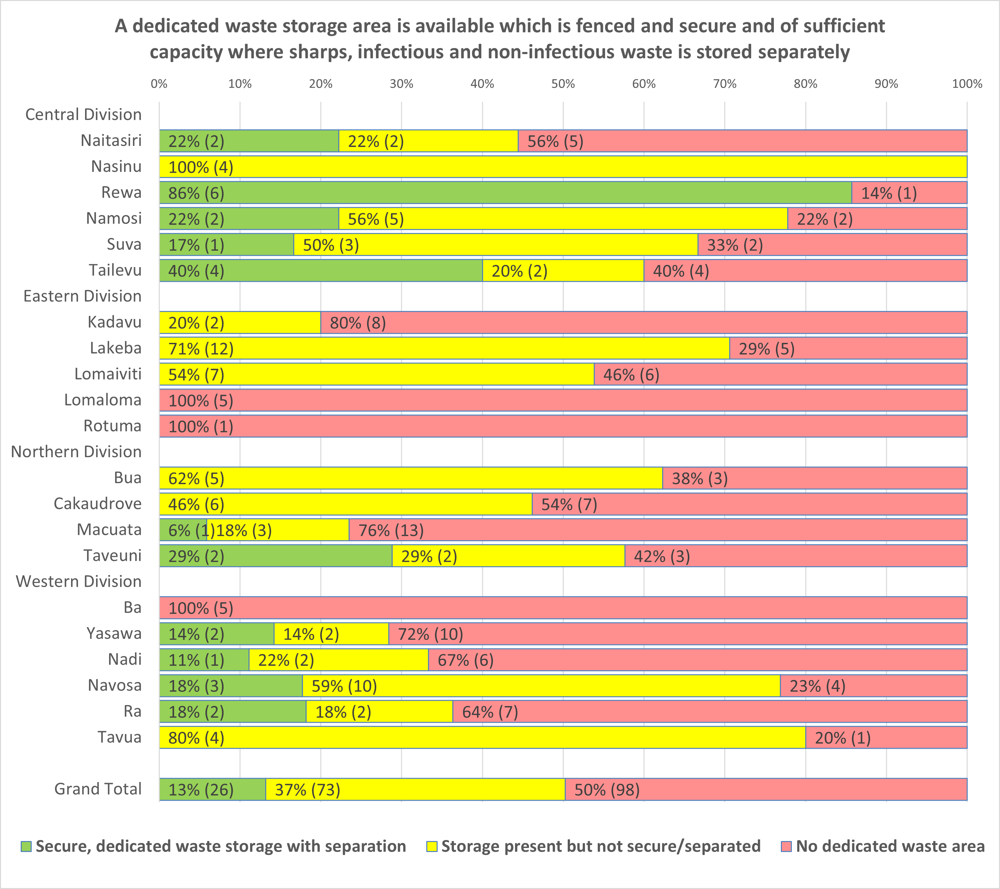 A dedicated waste storage area is available which is fenced and secure and of sufficient
capacity where sharps, infectious and non-infectious waste is stored separately
0% 10% 20% 30% 40% 50% 60% 70% 80% 90% 100%
Central Division
Naitasiri 22% (2) 22% (2) 56% (5)
Nasinu 100% (4)
Rewa 86% (6) 14% (1)
Namosi 22% (2) 56% (5) 22% (2)
Suva 17% (1) 50% (3) 33% (2)
Tailevu 40% (4) 20% (2) 40% (4)
Eastern Division
Kadavu 20% (2) 80% (8)
Lakeba 71% (12) 29% (5)
Lomaiviti 54% (7) 46% (6)
Lomaloma 100% (5)
Rotuma 100% (1)
Northern Division
Bua 62% (5) 38% (3)
Cakaudrove 46% (6) 54% (7)
Macuata 6% (1) 18% (3) 76% (13)
Taveuni 29% (2) 29% (2) 42% (3)
Western Division
Ba 100% (5)
Yasawa 14% (2) 14% (2) 72% (10)
Nadi 11% (1) 22% (2) 67% (6)
Navosa 18% (3) 59% (10) 23% (4)
Ra 18% (2) 18% (2) 64% (7)
Tavua 80% (4) 20% (1)
Grand Total 13% (26) 37% (73) 50% (98)
Secure, dedicated waste storage with separation Storage present but not secure/separated No dedicated waste area